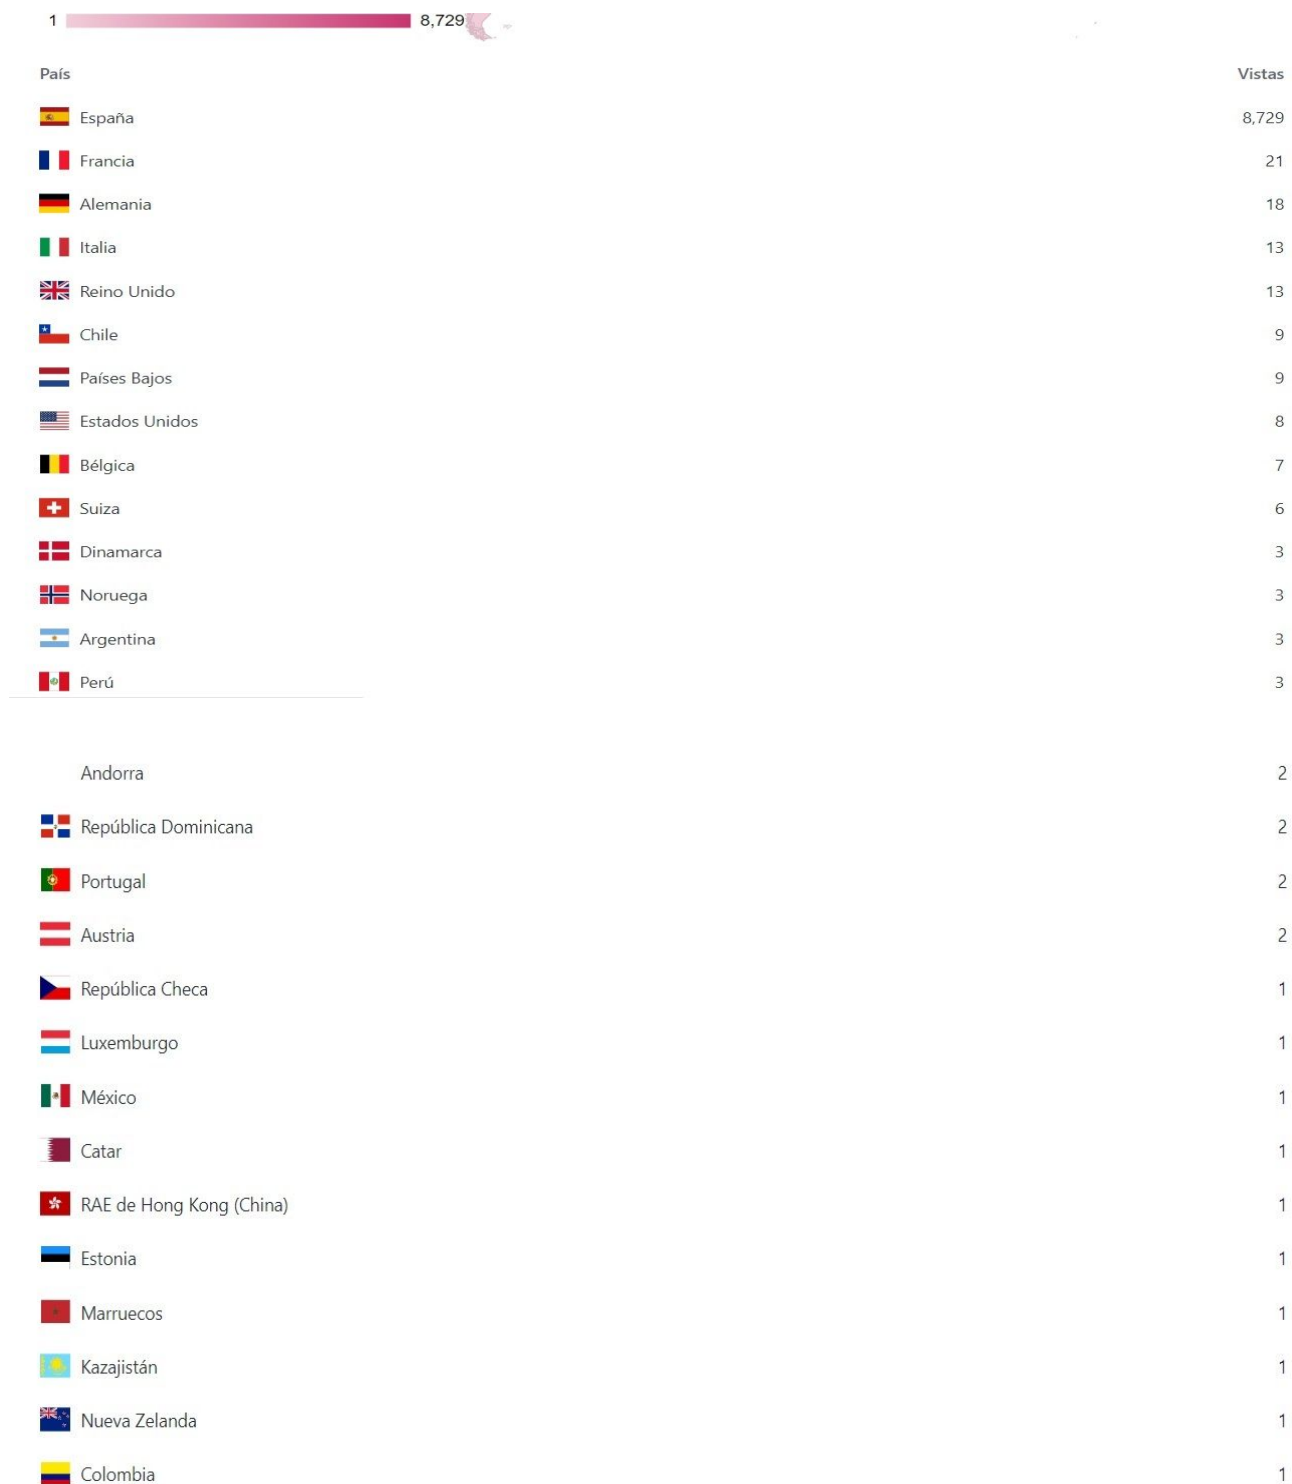 1 8,729
País Vistas
España 8,729
Francia 21
Alemania 18
Italia 13
Reino Unido 13
Chile 9
Países Bajos 9
Estados Unidos 8
Bélgica 7
Suiza 6
Dinamarca 3
Noruega 3
Argentina 3
Perú 3
Andorra 2
República Dominicana 2
Portugal 2
Austria 2
República Checa 1
Luxemburgo 1
México 1
Catar 1
RAE de Hong Kong (China) 1
Estonia 1
Marruecos 1
Kazajistán 1
Nueva Zelanda 1
Colombia 1